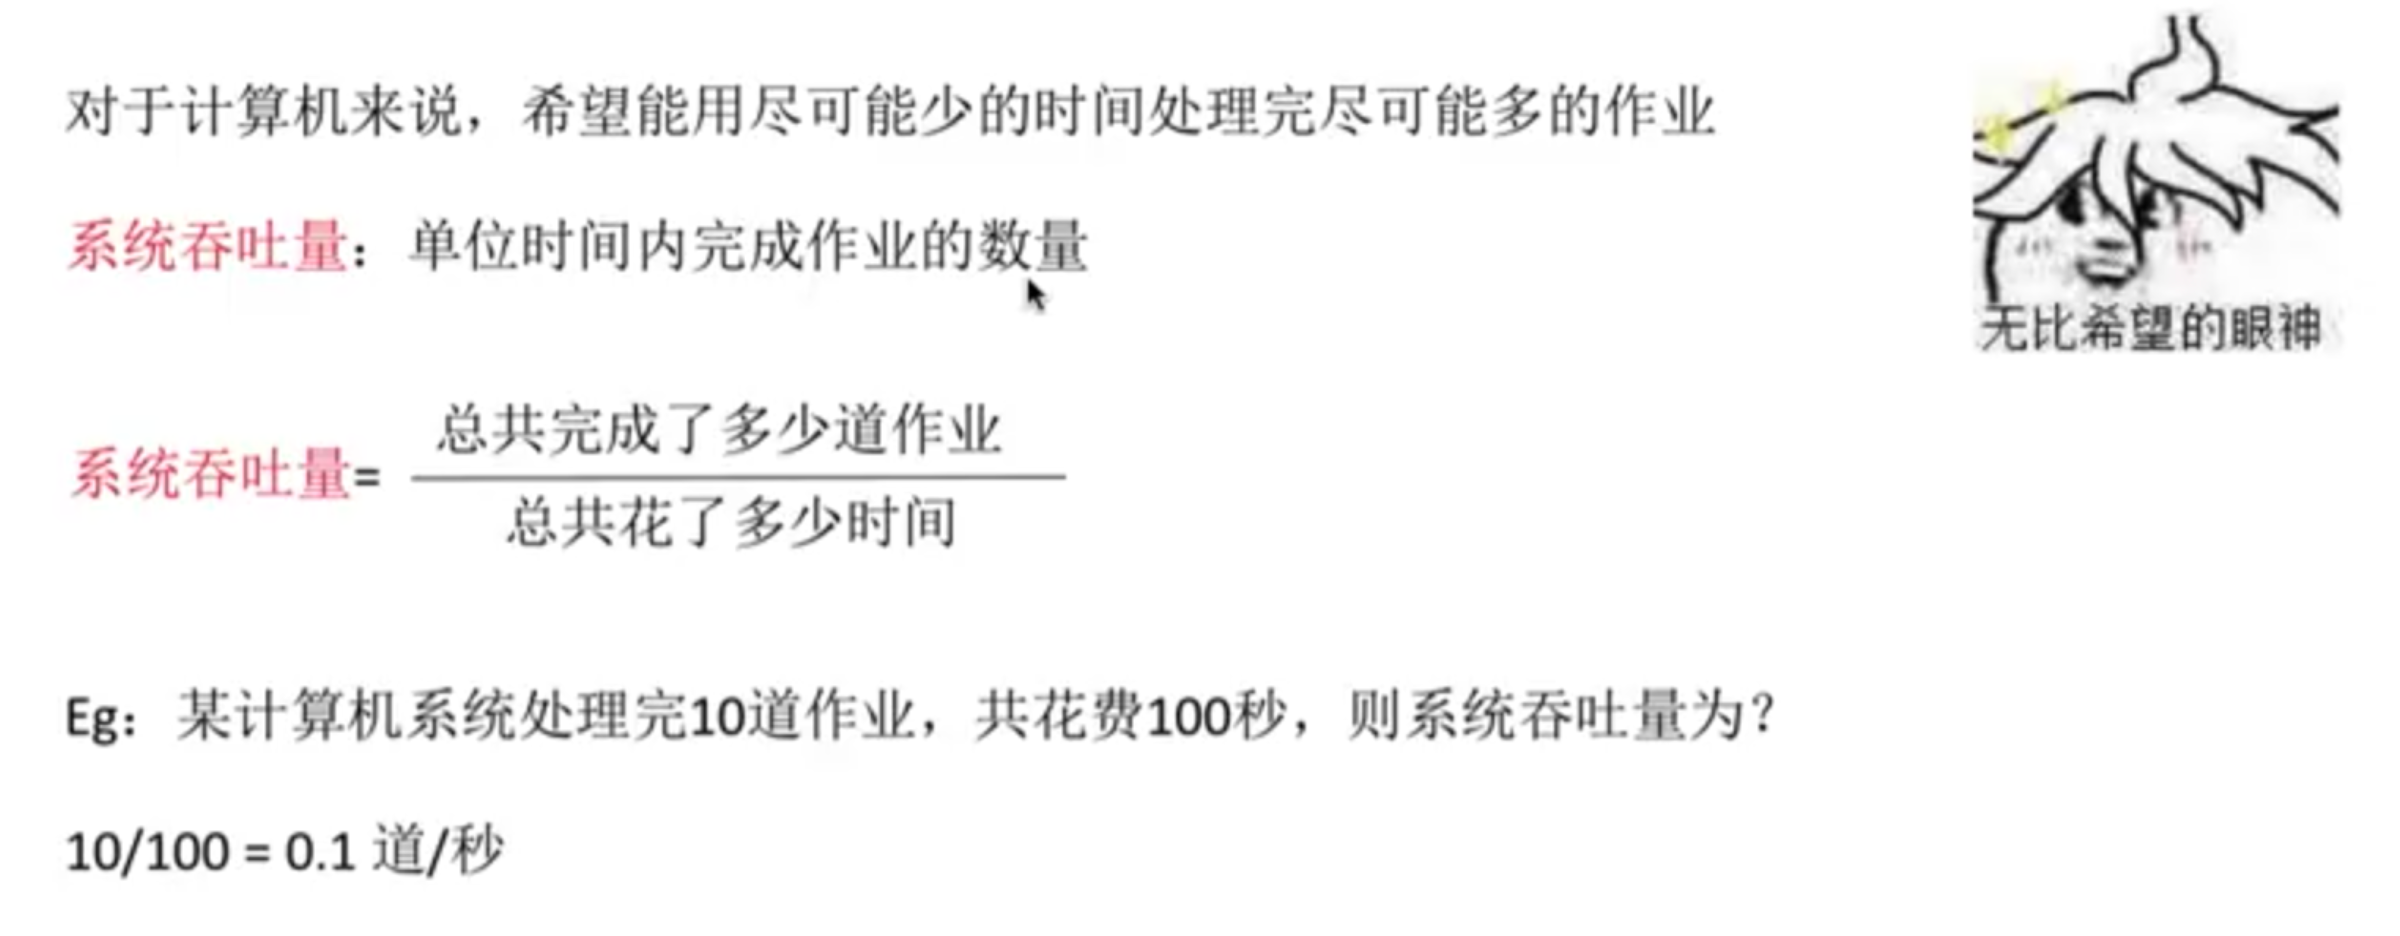 对于计算机来说，希望能用尽可能少的时间处理完尽可能多的作业
系统吞吐量：单位时间内完成作业的数量
无比希望的眼神
系统吞吐量=
总共完成了多少道作业
总共花了多少时间
Eg：某计算机系统处理完10道作业，共花费100秒，则系统吞吐量为？
10/100 = 0.1 道/秒